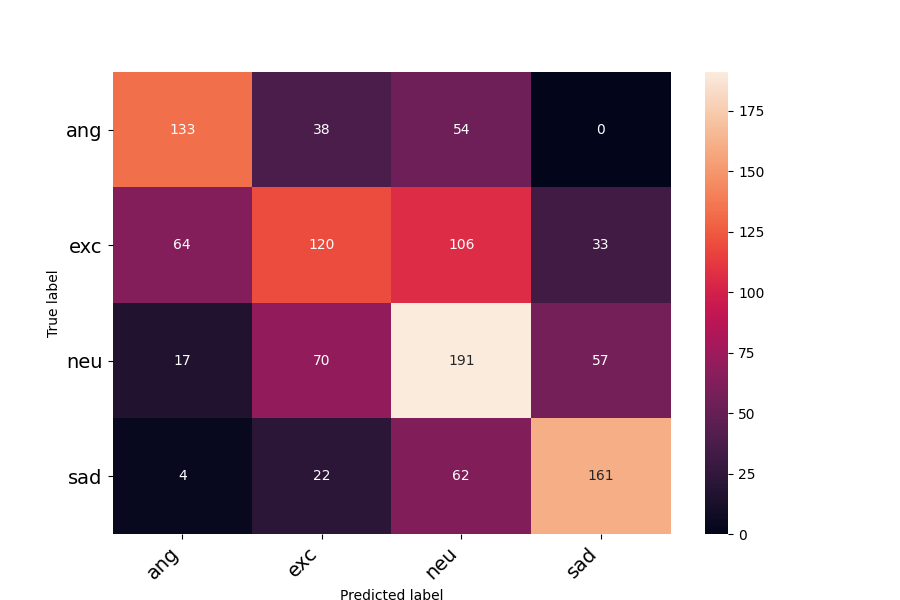 ang 133 38 54 0
exc 64 120 106 33
neu 17 70 191 57
sad 4 22 62 161
ang exc neu sad
True label
Predicted label
175
150
125
100
75
50
25
0